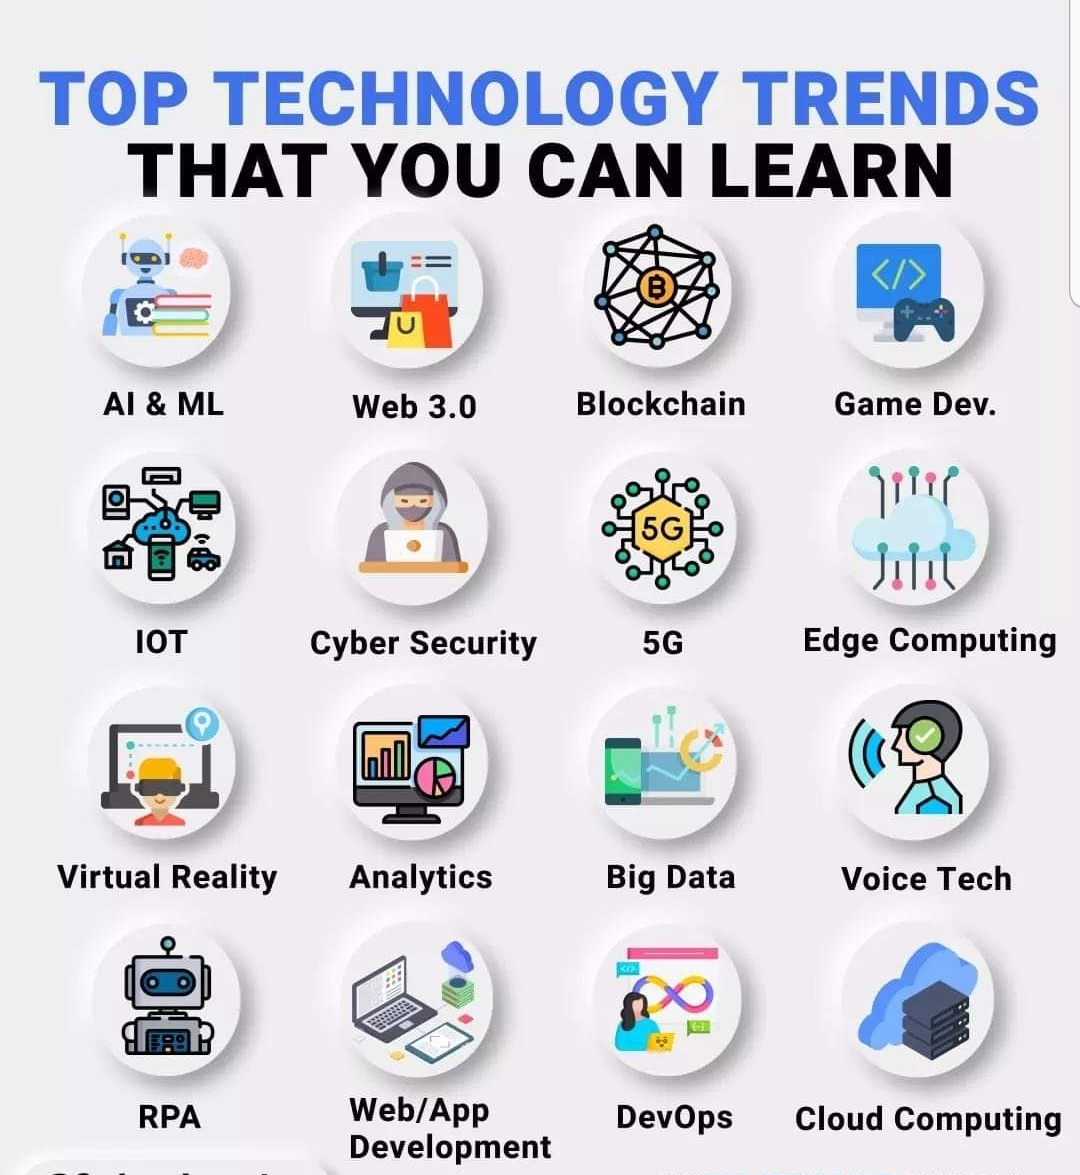 TOP TECHNOLOGY TRENDS
THAT YOU CAN LEARN
AI & ML
Web 3.0
Blockchain
Game Dev.
5G
IOT
Cyber Security
5G
Edge Computing
Virtual Reality
Analytics
Big Data
Voice Tech
RPA
Web/App
Development
DevOps
Cloud Computing